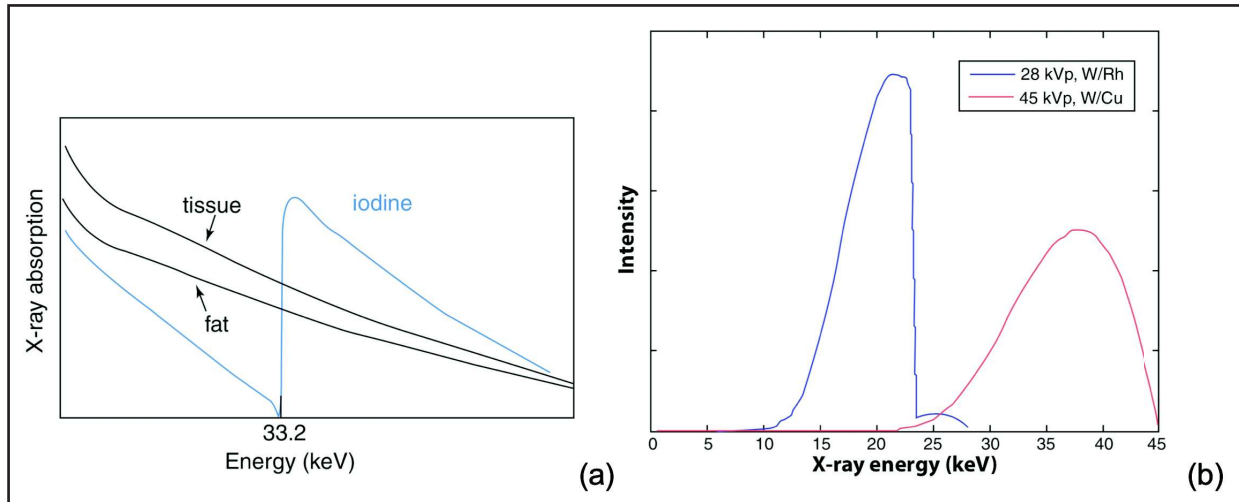 X-ray absorption
tissue
iodine
fat
33.2
Energy (keV)
(a)
Intensity
28 kVp, W/Rh
45 kVp, W/Cu
0 5 10 15 20 25 30 35 40 45
X-ray energy (keV)
(b)